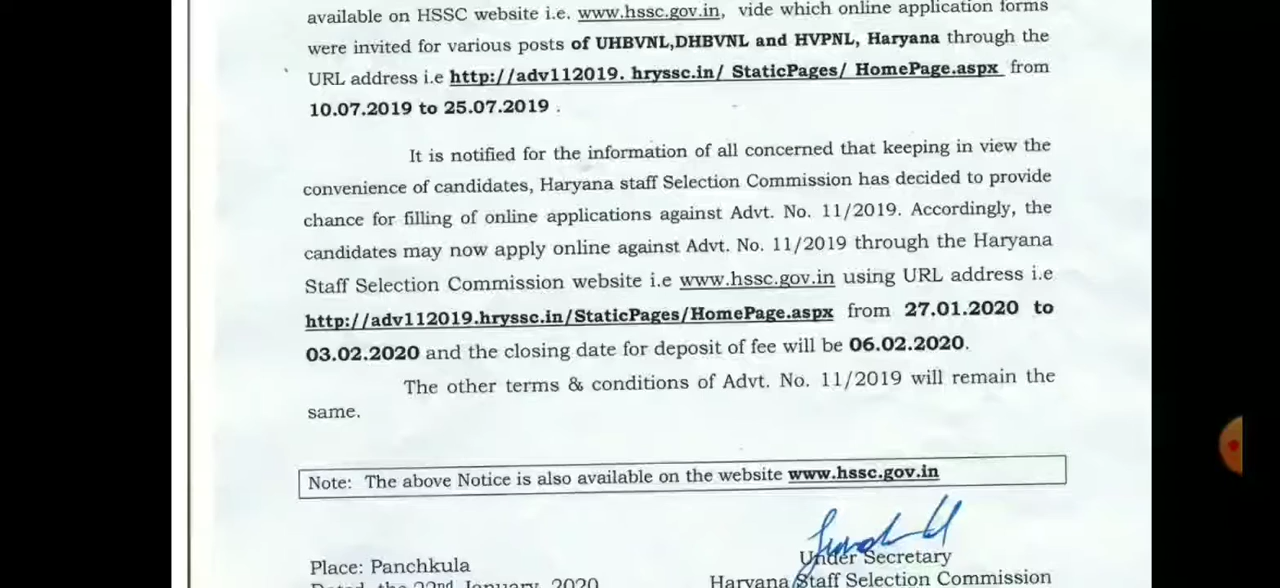 available on HSSC website i.e. www.hssc.gov.in, vide which online application forms
were invited for various posts of UHBVNL,DHBVNL and HVPNL, Haryana through the
URL address i.e http://adv112019. hryssc.in/ StaticPages/ HomePage.aspx from
10.07.2019 to 25.07.2019 .
It is notified for the information of all concerned that keeping in view the
convenience of candidates, Haryana staff Selection Commission has decided to provide
chance for filling of online applications against Advt. No. 11/2019. Accordingly, the
candidates may now apply online against Advt. No. 11/2019 through the Haryana
Staff Selection Commission website i.e www.hssc.gov.in using URL address i.e
http://adv112019.hryssc.in/StaticPages/HomePage.aspx from 27.01.2020 to
03.02.2020 and the closing date for deposit of fee will be 06.02.2020.
The other terms & conditions of Advt. No. 11/2019 will remain the
same.
Note: The above Notice is also available on the website www.hssc.gov.in
Under Secretary
Place: Panchkula
Haryana Staff Selection Commission
Dated, the 22nd January, 2020